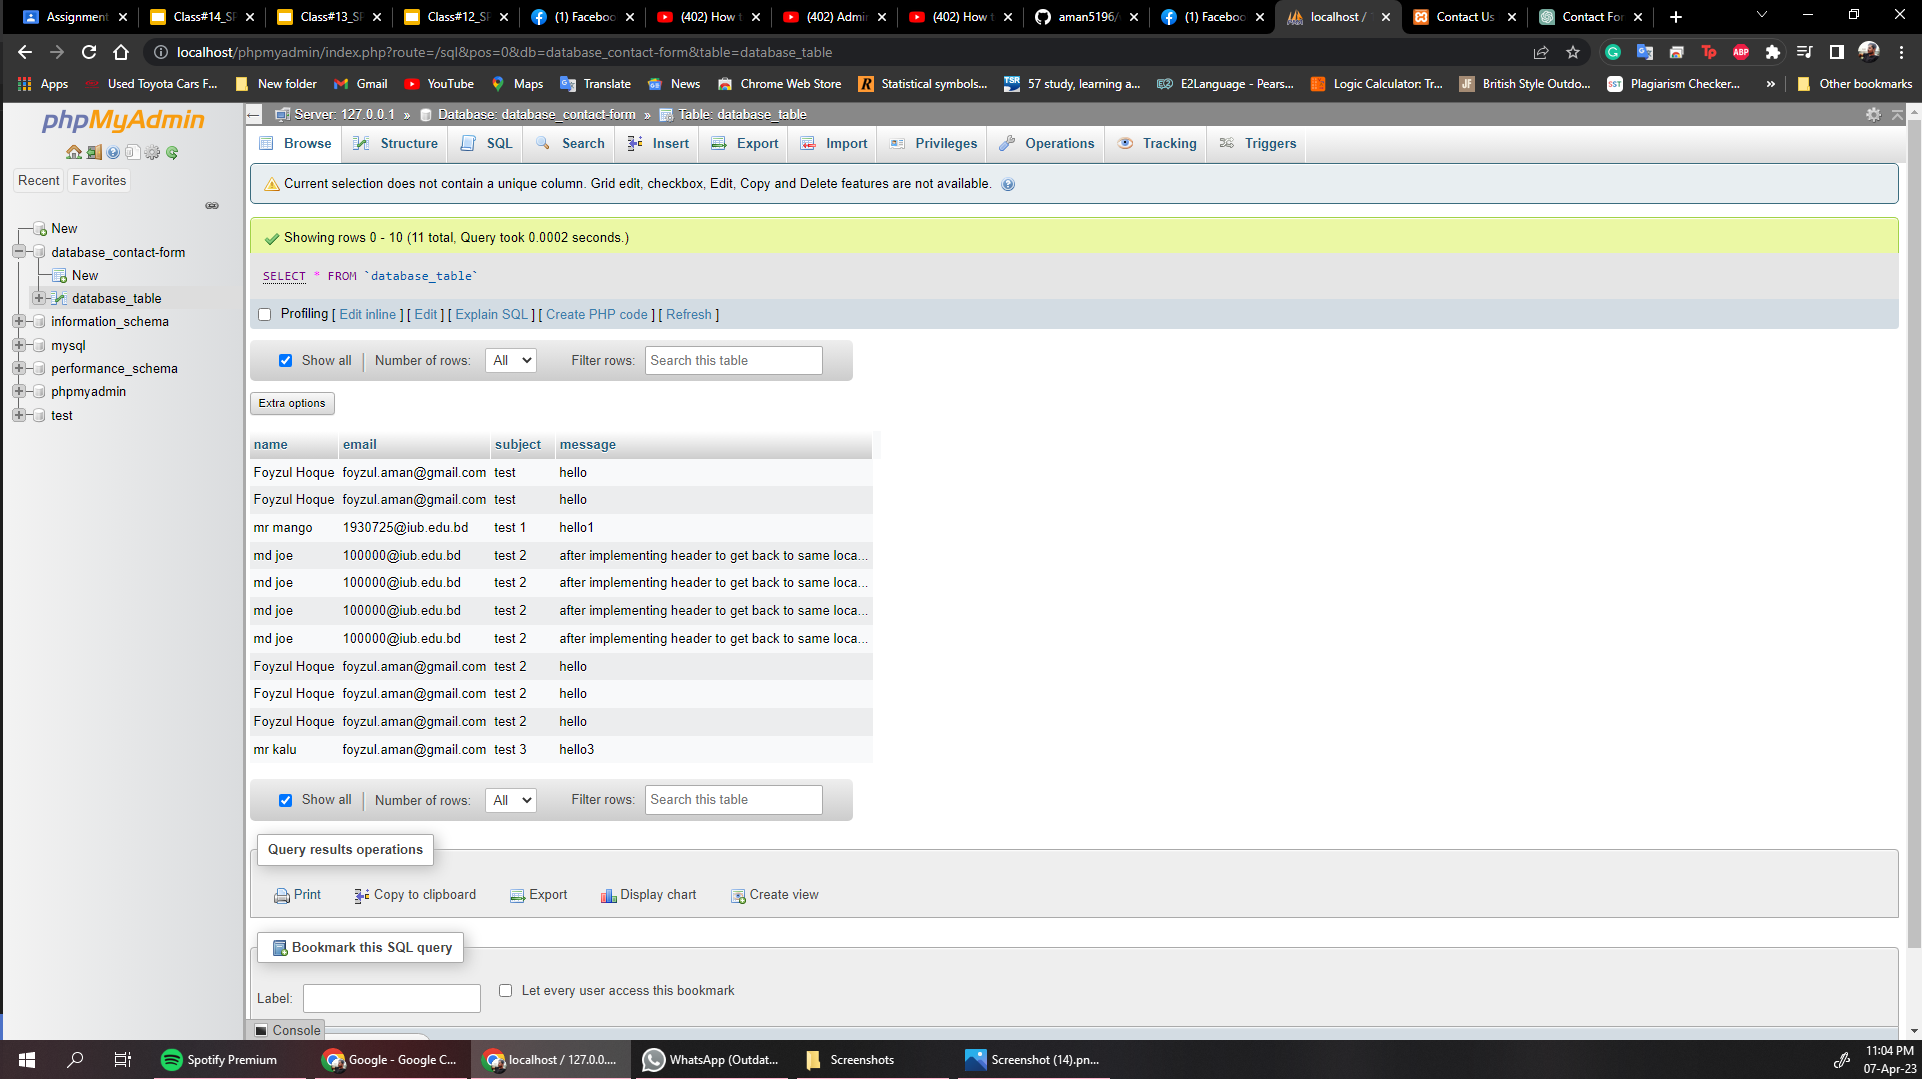 Assignment
Class#14_SF
Class#13_SF
Class#12_SF
(1) Faceboo
(402) How t
(402) Admi
(402) How t
aman5196/
(1) Faceboo
localhost /
Contact Us
Contact For
localhost/phpmyadmin/index.php?route=/sql&pos=0&db=database_contact-form&table=database_table
Apps
Used Toyota Cars F...
New folder
Gmail
YouTube
Maps
Translate
News
Chrome Web Store
Statistical symbols...
57 study, learning a...
E2Language - Pears...
Logic Calculator: Tr...
British Style Outdo...
Plagiarism Checker...
»
Other bookmarks
phpMyAdmin
Recent Favorites
New
database_contact-form
New
database_table
information_schema
mysql
performance_schema
phpmyadmin
test
Server: 127.0.0.1 » Database: database_contact-form » Table: database_table
Browse Structure SQL Search Insert Export Import Privileges Operations Tracking Triggers
Current selection does not contain a unique column. Grid edit, checkbox, Edit, Copy and Delete features are not available.
Showing rows 0 - 10 (11 total, Query took 0.0002 seconds.)
SELECT * FROM `database_table`
Profiling [ Edit inline ] [ Edit ] [ Explain SQL ] [ Create PHP code ] [ Refresh ]
Show all | Number of rows: All Filter rows: Search this table
Extra options
name email subject message
Foyzul Hoque foyzul.aman@gmail.com test hello
Foyzul Hoque foyzul.aman@gmail.com test hello
mr mango 1930725@iub.edu.bd test 1 hello1
md joe 100000@iub.edu.bd test 2 after implementing header to get back to same loca...
md joe 100000@iub.edu.bd test 2 after implementing header to get back to same loca...
md joe 100000@iub.edu.bd test 2 after implementing header to get back to same loca...
md joe 100000@iub.edu.bd test 2 after implementing header to get back to same loca...
Foyzul Hoque foyzul.aman@gmail.com test 2 hello
Foyzul Hoque foyzul.aman@gmail.com test 2 hello
Foyzul Hoque foyzul.aman@gmail.com test 2 hello
mr kalu foyzul.aman@gmail.com test 3 hello3
Show all | Number of rows: All Filter rows: Search this table
Query results operations
Print Copy to clipboard Export Display chart Create view
Bookmark this SQL query
Label: Let every user access this bookmark
Console
Spotify Premium
Google - Google C...
localhost / 127.0.0....
WhatsApp (Outdat...
Screenshots
Screenshot (14).pn...
11:04 PM
07-Apr-23